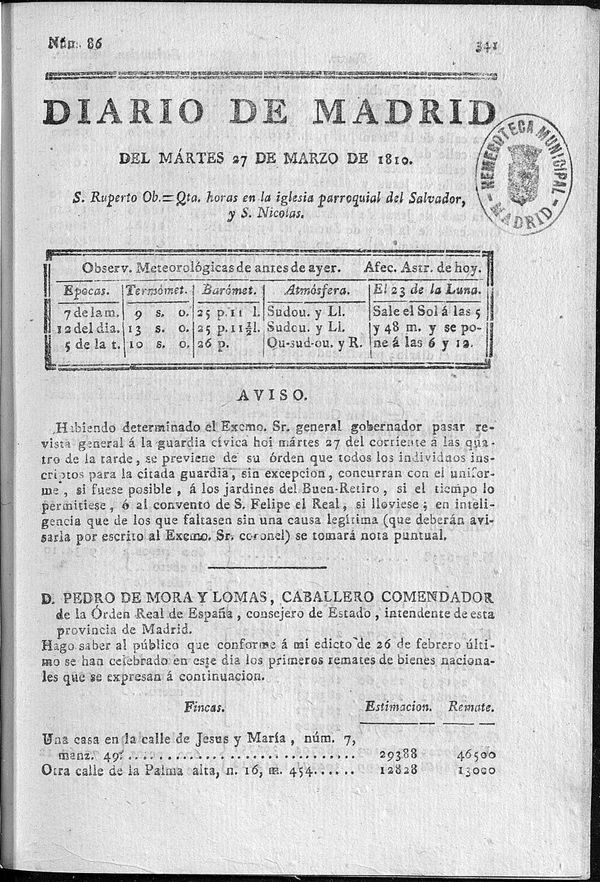 Núm. 86 341
DIARIO DE MADRID
DEL MÁRTES 27 DE MARZO DE 1810.
HEMEROTECA MUNICIPAL
MADRID
S. Ruperto Ob.=Qta. horas en la iglesia parroquial del Salvador,
y S. Nicolas.
Observ. Meteorológicas de antes de ayer. Afec. Astr. de hoy.
Epocas. Termómet. Barómet. Atmósfera. El 23 de la Luna.
7 de la m. 9 s. o. 25 p. 11 l. Sudou. y Ll. Sale el Sol á las 5
12 del dia. 13 s. o. 25 p. 11½ l. Sudou. y Ll. y 48 m. y se po-
5 de la t. 10 s. o. 26 p. Ou-sud-ou. y R. ne á las 6 y 12.
AVISO.
Habiendo determinado el Excmo. Sr. general gobernador pasar re-
vista general á la guardia cívica hoi mártes 27 del corriente á las qua-
tro de la tarde, se previene de su órden que todos los individuos ins-
criptos para la citada guardia, sin excepcion, concurran con el unifor-
me, si fuese posible, á los jardines del Buen-Retiro, si el tiempo lo
permitiese, ó al convento de S. Felipe el Real, si lloviese; en inteli-
gencia que de los que faltasen sin una causa legítima (que deberán avi-
sarla por escrito al Excmo. Sr. coronel) se tomará nota puntual.
D. PEDRO DE MORA Y LOMAS, CABALLERO COMENDADOR
de la Órden Real de España, consejero de Estado, intendente de esta
provincia de Madrid.
Hago saber al público que conforme á mi edicto de 26 de febrero últi-
mo se han celebrado en este dia los primeros remates de bienes naciona-
les que se expresan á continuacion.
Fincas. Estimacion. Remate.
Una casa en la calle de Jesus y María, núm. 7,
manz. 49. .................................. 29388 46500
Otra calle de la Palma alta, n. 16, m. 454...... 12828 13000